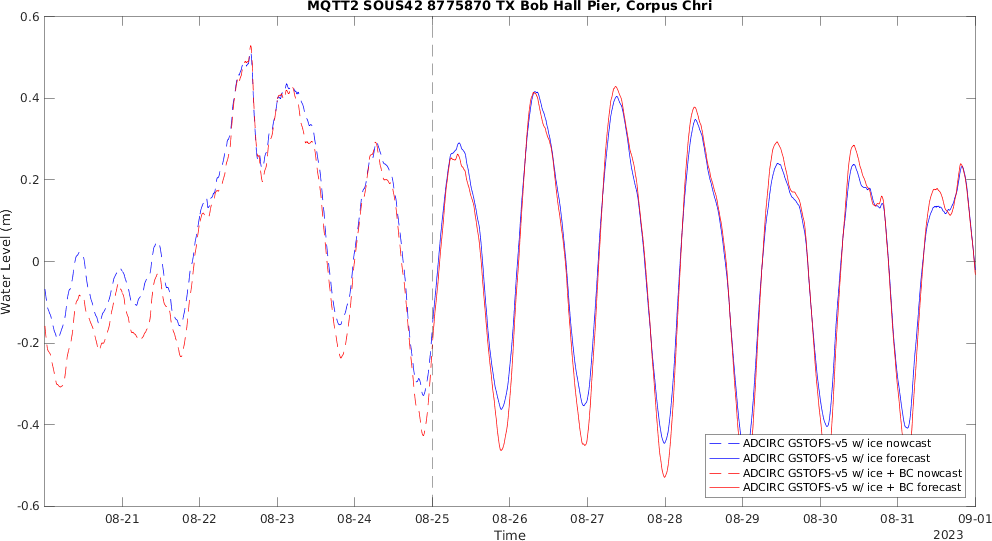 MQTT2 SOUS42 8775870 TX Bob Hall Pier, Corpus Chri
0.6
0.4
0.2
0
-0.2
-0.4
-0.6
Water Level (m)
ADCIRC GSTOFS-v5 w/ ice nowcast
ADCIRC GSTOFS-v5 w/ ice forecast
ADCIRC GSTOFS-v5 w/ ice + BC nowcast
ADCIRC GSTOFS-v5 w/ ice + BC forecast
08-21 08-22 08-23 08-24 08-25 08-26 08-27 08-28 08-29 08-30 08-31 09-01
Time
2023